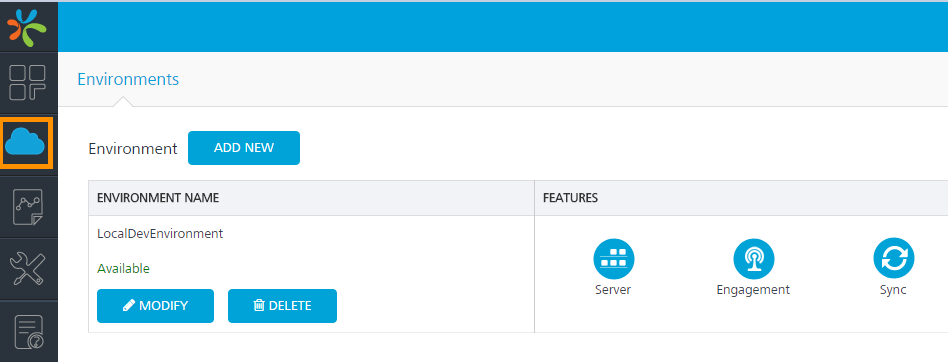 Environments
Environment ADD NEW
ENVIRONMENT NAME FEATURES
LocalDevEnvironment
Available
Server Engagement Sync
MODIFY DELETE